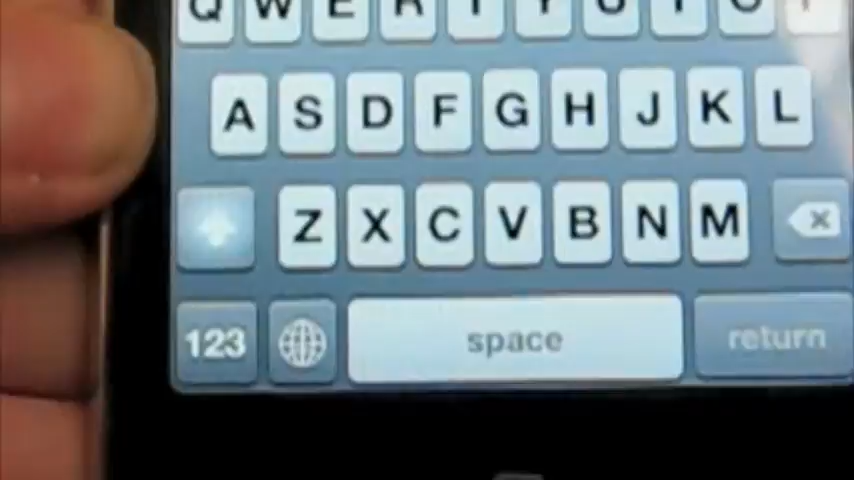 Q W E R T Y U I O P
A S D F G H J K L
Z X C V B N M
123 space return